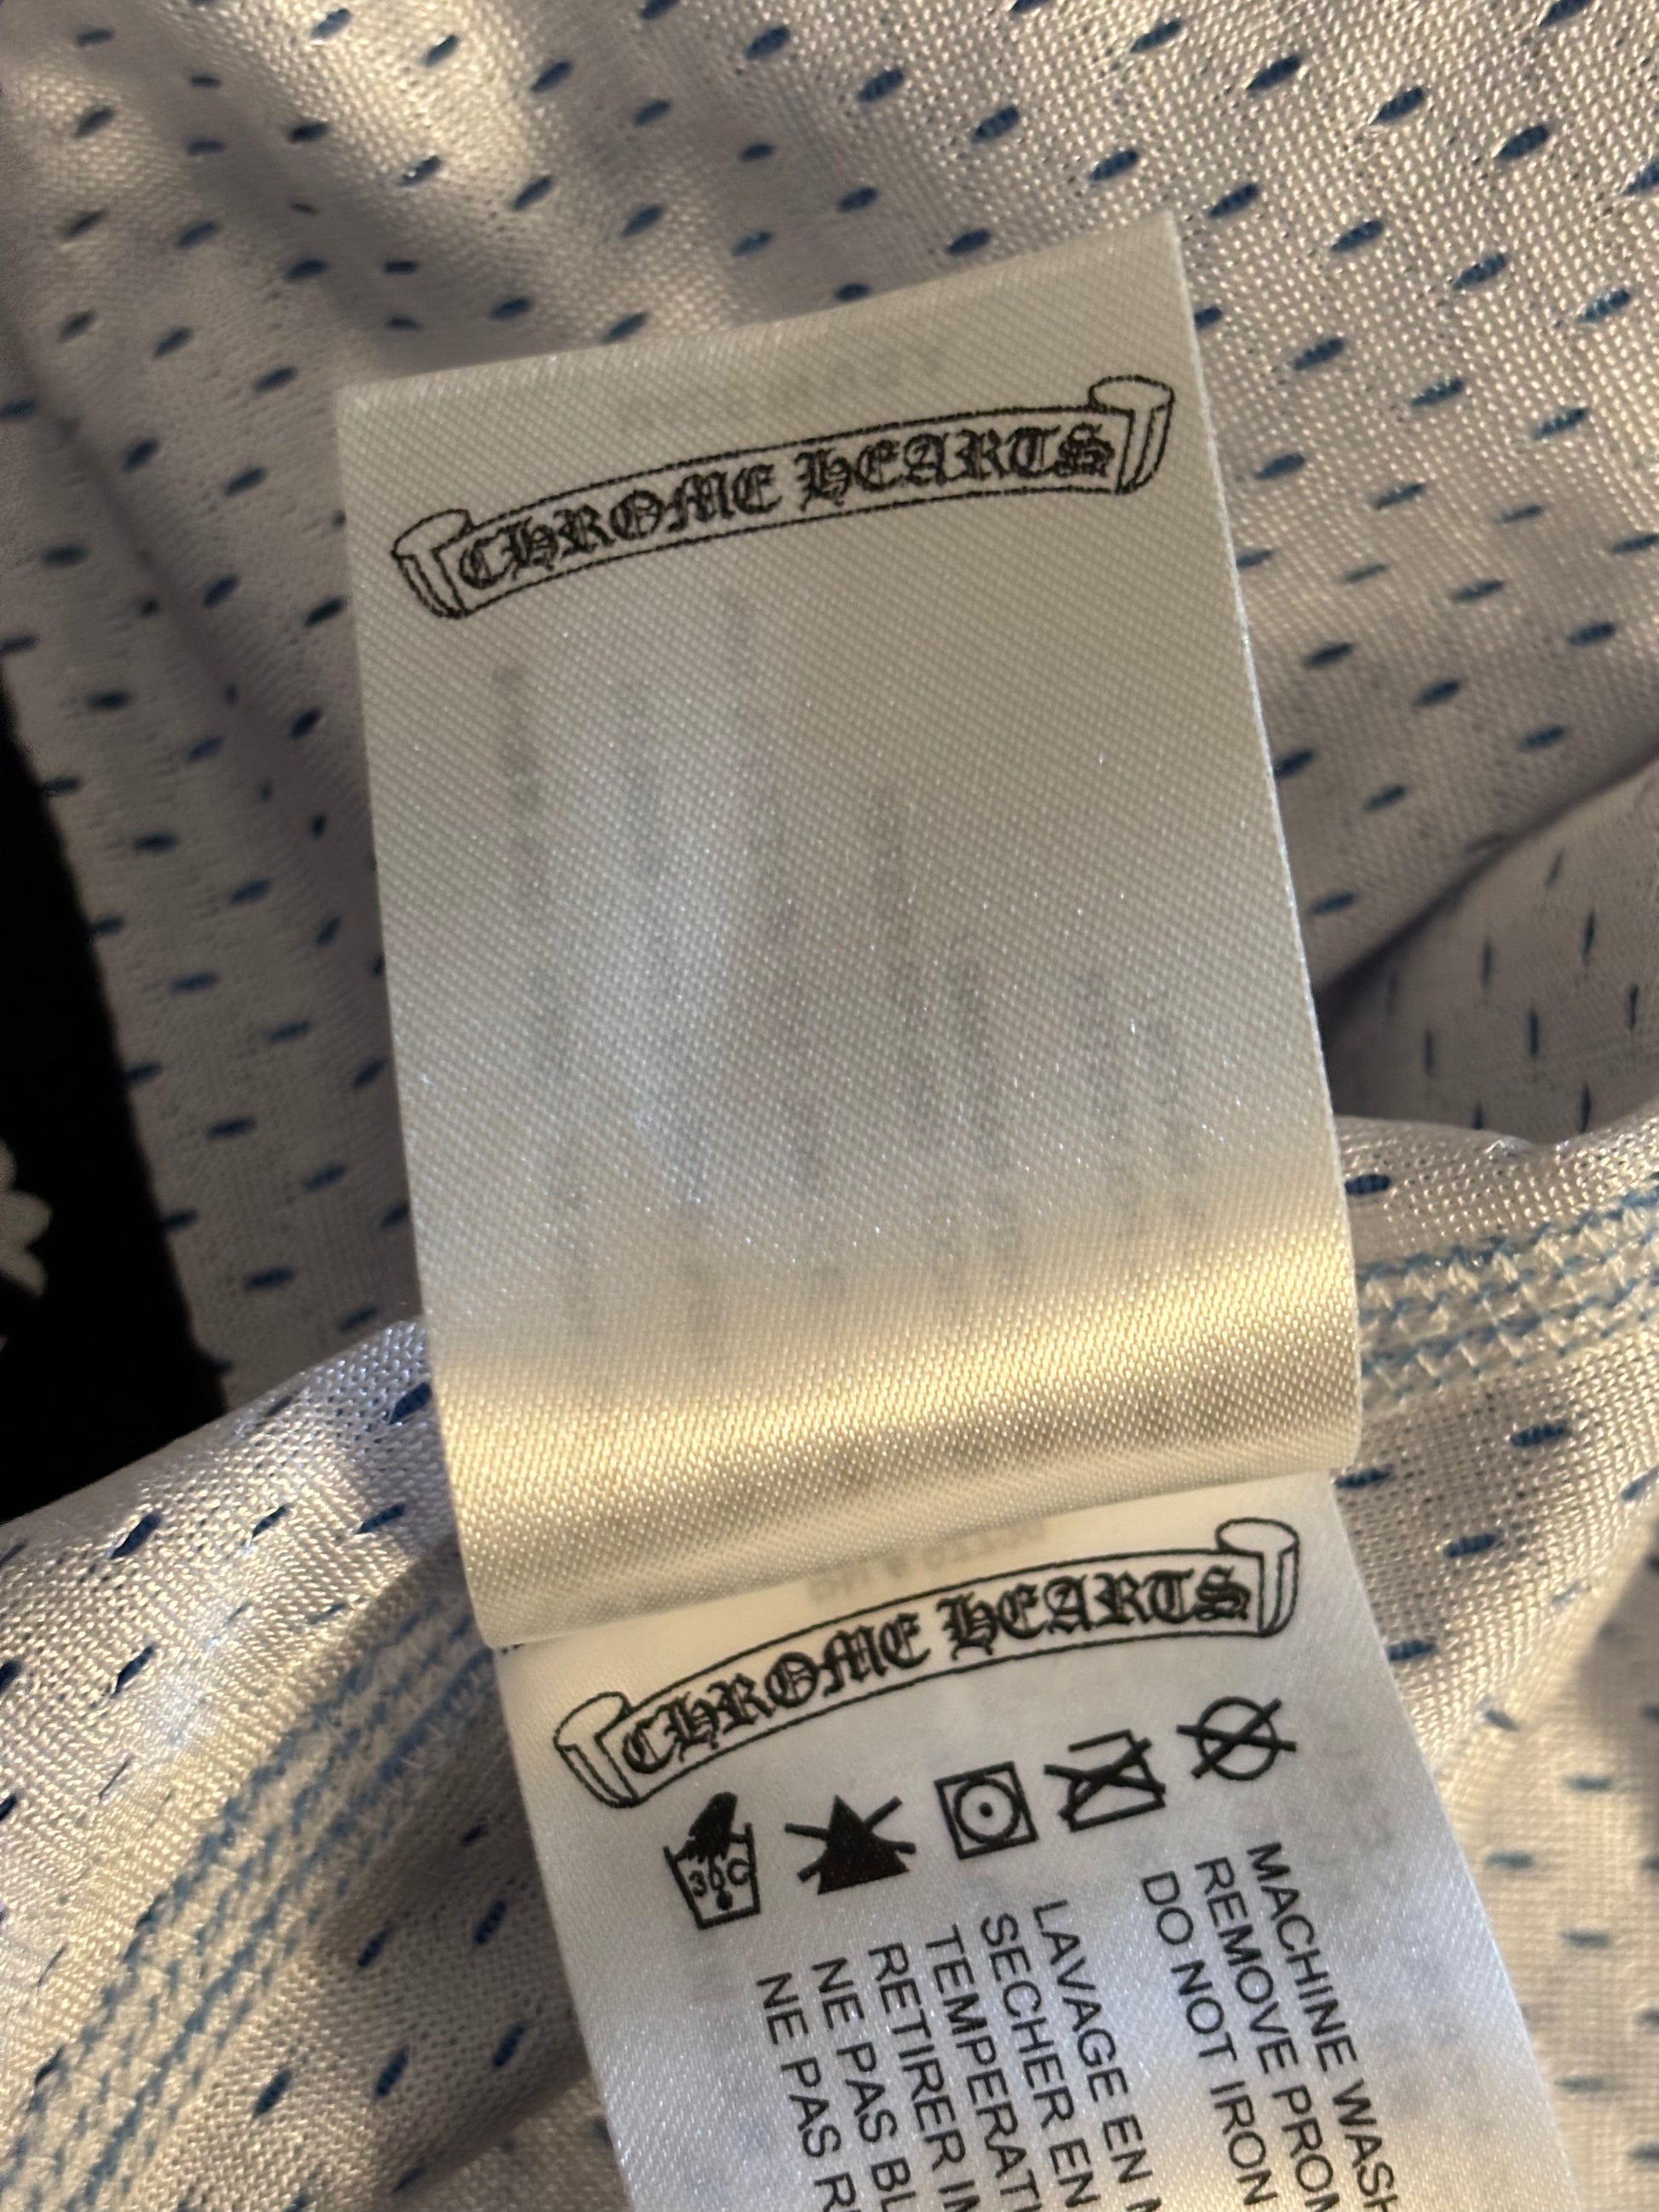 CHROME HEARTS
CHROME HEARTS
30C
MACHINE WASH
REMOVE PROM
DO NOT IRON
LAVAGE EN
SECHER EN
TEMPERAT
RETIRER
NE PAS
NE PAS